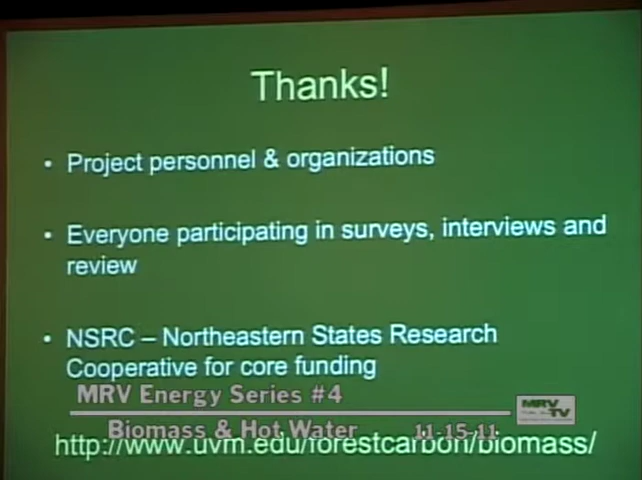 Thanks!
• Project personnel & organizations
• Everyone participating in surveys, interviews and
review
• NSRC – Northeastern States Research
Cooperative for core funding
MRV Energy Series #4
MRV
TV
Biomass & Hot Water 11-15-11
http://www.uvm.edu/forestcarbon/biomass/